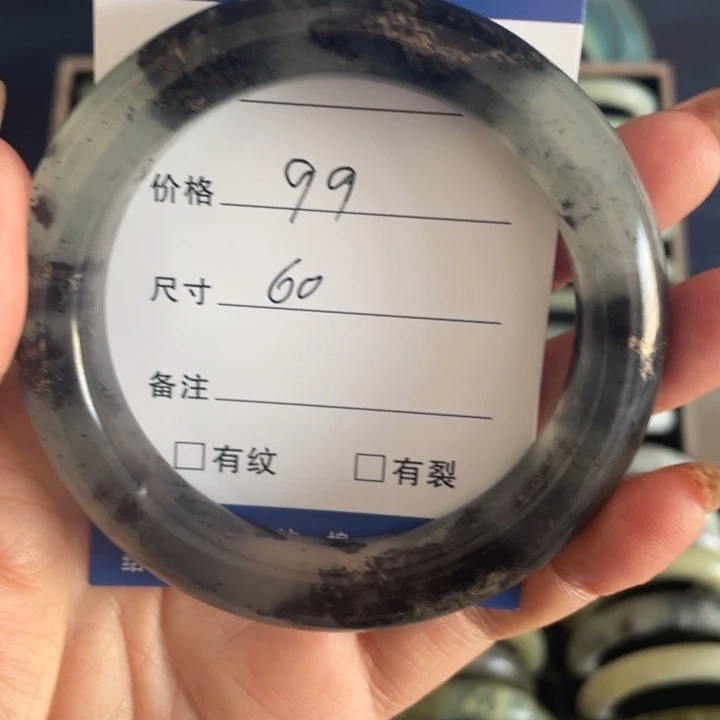 价格 99
尺寸 60
备注
□有纹 □有裂